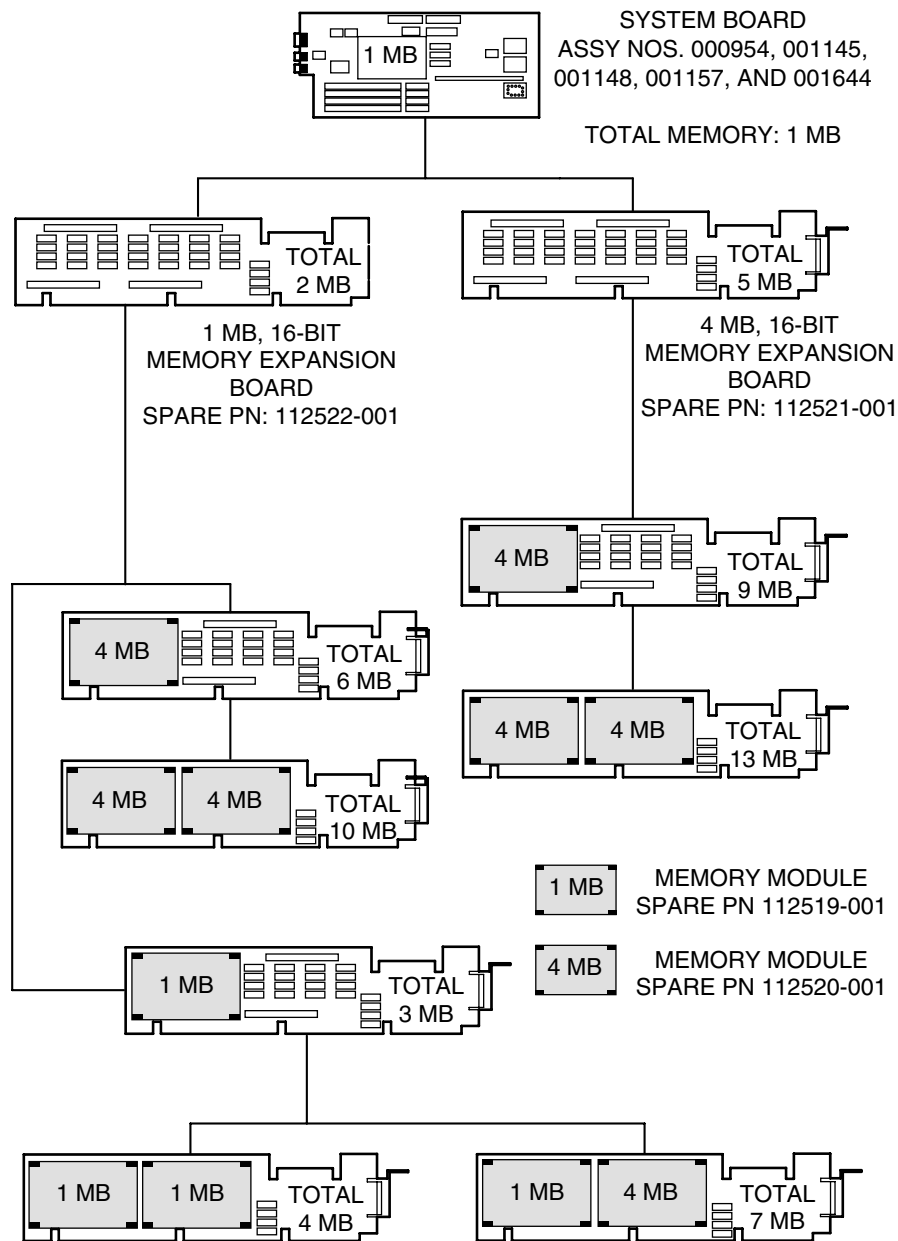 SYSTEM BOARD
ASSY NOS. 000954, 001145,
001148, 001157, AND 001644
1 MB
TOTAL MEMORY: 1 MB
TOTAL
2 MB
TOTAL
5 MB
1 MB, 16-BIT
MEMORY EXPANSION
BOARD
SPARE PN: 112522-001
4 MB, 16-BIT
MEMORY EXPANSION
BOARD
SPARE PN: 112521-001
4 MB
TOTAL
9 MB
4 MB
TOTAL
6 MB
4 MB
4 MB
TOTAL
13 MB
4 MB
4 MB
TOTAL
10 MB
1 MB
MEMORY MODULE
SPARE PN 112519-001
4 MB
MEMORY MODULE
SPARE PN 112520-001
1 MB
TOTAL
3 MB
1 MB
1 MB
TOTAL
4 MB
1 MB
4 MB
TOTAL
7 MB